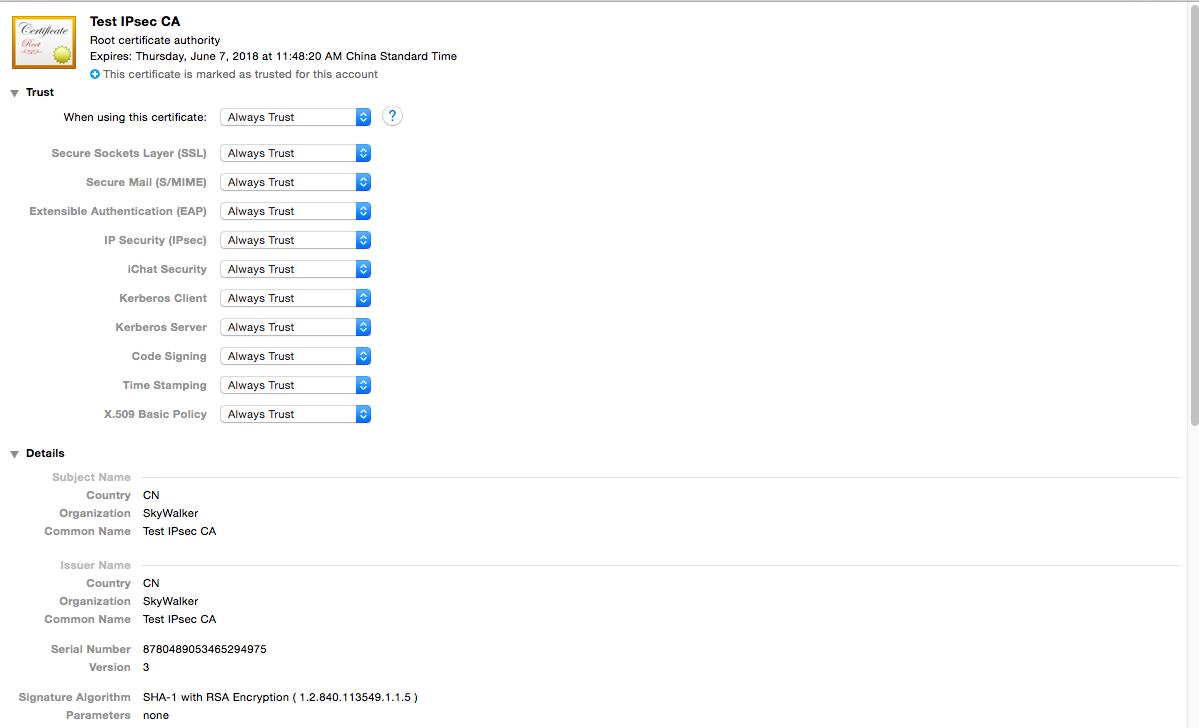 Certificate
Root
Test IPsec CA
Root certificate authority
Expires: Thursday, June 7, 2018 at 11:48:20 AM China Standard Time
This certificate is marked as trusted for this account
Trust
When using this certificate: Always Trust ?
Secure Sockets Layer (SSL) Always Trust
Secure Mail (S/MIME) Always Trust
Extensible Authentication (EAP) Always Trust
IP Security (IPsec) Always Trust
iChat Security Always Trust
Kerberos Client Always Trust
Kerberos Server Always Trust
Code Signing Always Trust
Time Stamping Always Trust
X.509 Basic Policy Always Trust
Details
Subject Name
Country CN
Organization SkyWalker
Common Name Test IPsec CA
Issuer Name
Country CN
Organization SkyWalker
Common Name Test IPsec CA
Serial Number 8780489053465294975
Version 3
Signature Algorithm SHA-1 with RSA Encryption ( 1.2.840.113549.1.1.5 )
Parameters none